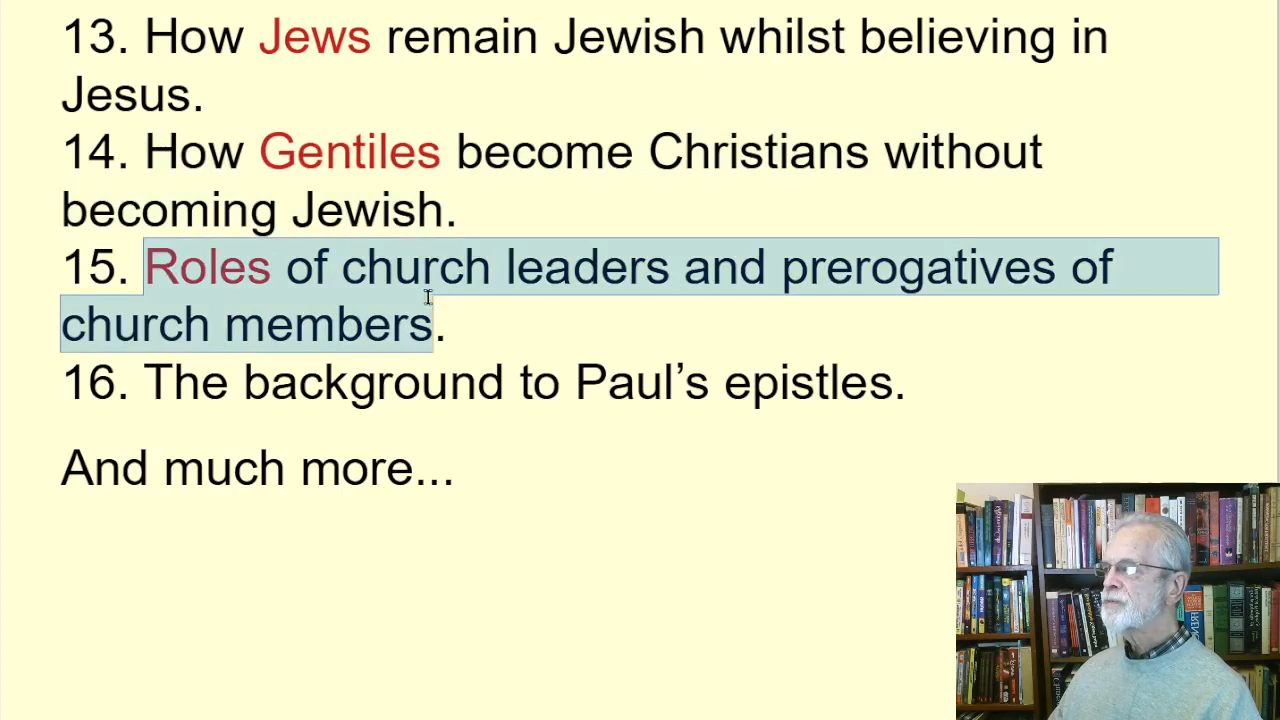 13. How Jews remain Jewish whilst believing in
Jesus.
14. How Gentiles become Christians without
becoming Jewish.
15. Roles of church leaders and prerogatives of
church members.
16. The background to Paul’s epistles.
And much more...